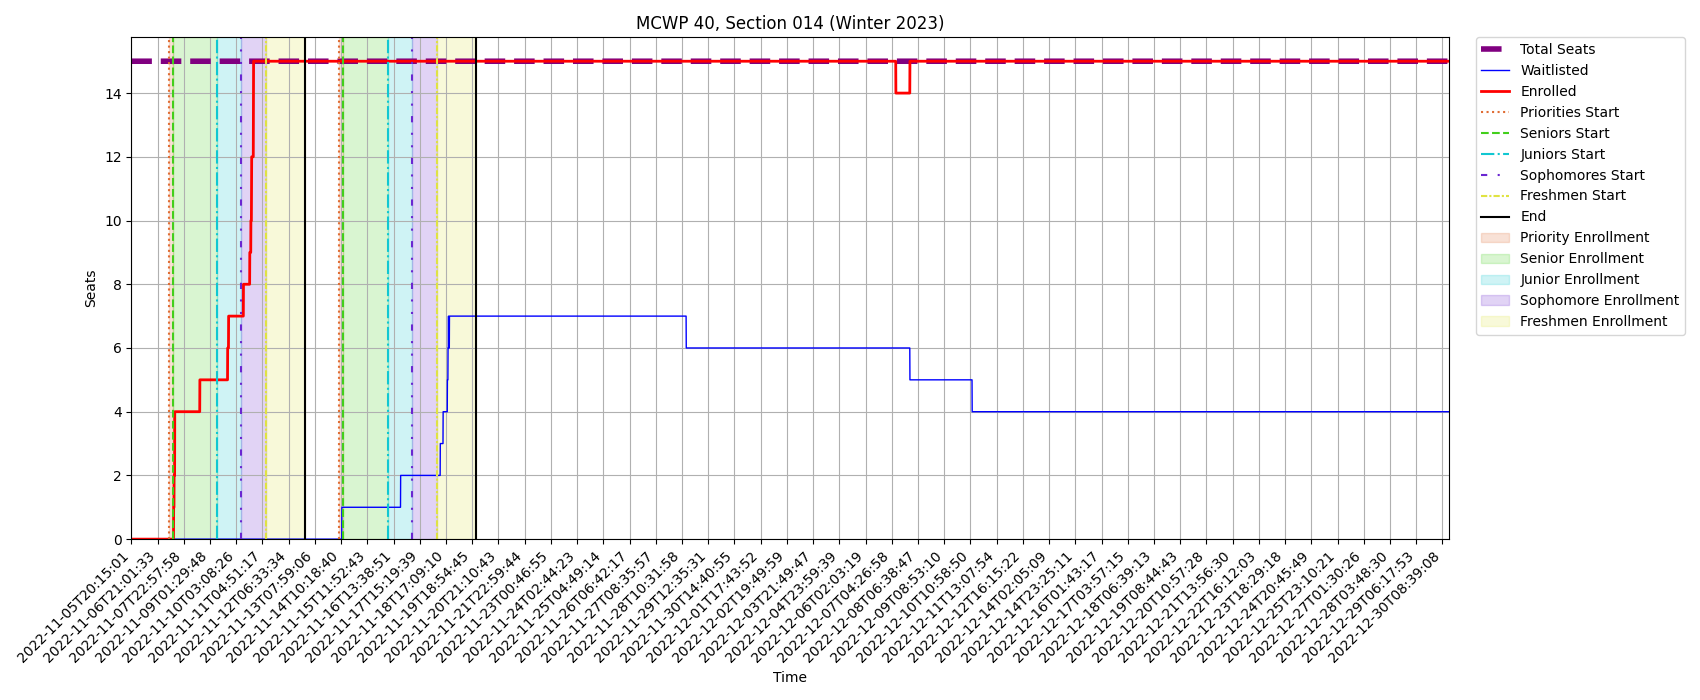 MCWP 40, Section 014 (Winter 2023)
Seats
14
12
10
8
6
4
2
0
2022-11-05T20:15:01
2022-11-06T21:01:33
2022-11-07T22:57:58
2022-11-09T01:29:48
2022-11-10T03:08:26
2022-11-11T04:51:17
2022-11-12T06:33:34
2022-11-13T07:59:06
2022-11-14T10:18:40
2022-11-15T11:52:43
2022-11-16T13:38:51
2022-11-17T15:19:39
2022-11-18T17:09:10
2022-11-19T18:54:45
2022-11-20T21:10:43
2022-11-21T22:59:44
2022-11-23T00:46:55
2022-11-24T02:44:23
2022-11-25T04:49:14
2022-11-26T06:42:17
2022-11-27T08:35:57
2022-11-28T10:31:58
2022-11-29T12:35:31
2022-11-30T14:40:55
2022-12-01T17:43:52
2022-12-02T19:49:59
2022-12-03T21:49:47
2022-12-04T23:59:39
2022-12-06T02:03:19
2022-12-07T04:26:58
2022-12-08T06:38:47
2022-12-09T08:53:10
2022-12-10T10:58:50
2022-12-11T13:07:54
2022-12-12T16:15:22
2022-12-14T02:05:09
2022-12-14T23:25:11
2022-12-16T01:43:17
2022-12-17T03:57:15
2022-12-18T06:39:13
2022-12-19T08:44:43
2022-12-20T10:57:28
2022-12-21T13:56:30
2022-12-22T16:12:03
2022-12-23T18:29:18
2022-12-24T20:45:49
2022-12-25T23:10:21
2022-12-27T01:30:26
2022-12-28T03:48:30
2022-12-29T06:17:53
2022-12-30T08:39:08
Time
Total Seats
Waitlisted
Enrolled
Priorities Start
Seniors Start
Juniors Start
Sophomores Start
Freshmen Start
End
Priority Enrollment
Senior Enrollment
Junior Enrollment
Sophomore Enrollment
Freshmen Enrollment